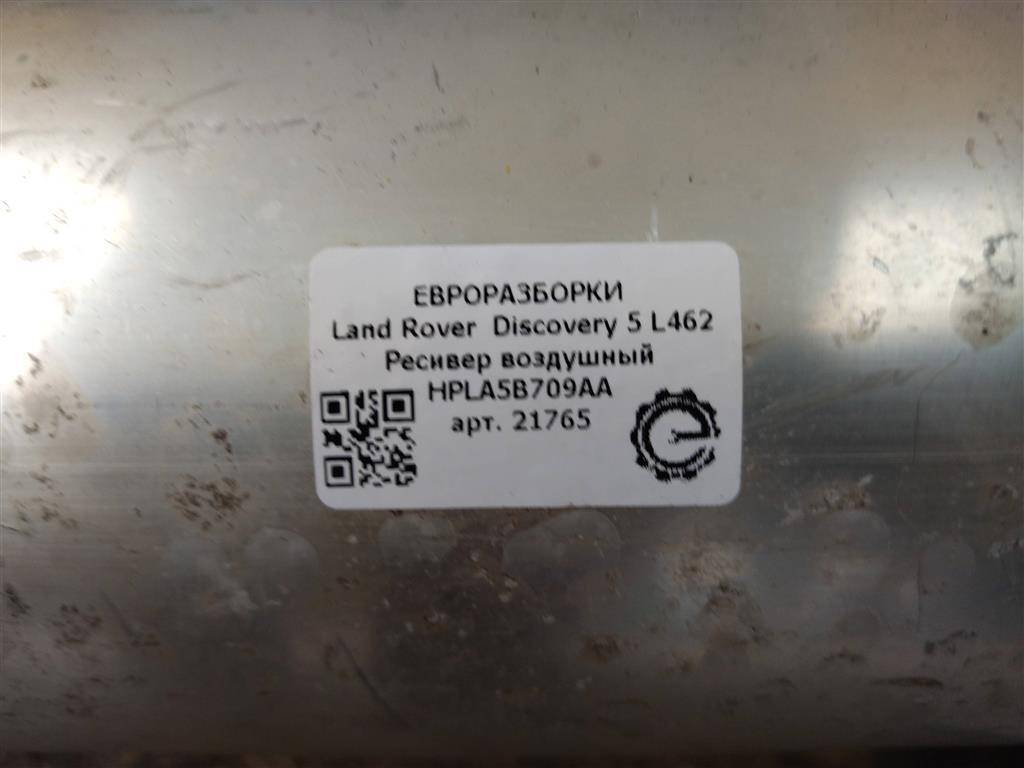 ЕВРОРАЗБОРКИ
Land Rover Discovery 5 L462
Ресивер воздушный
HPLA5B709AA
арт. 21765